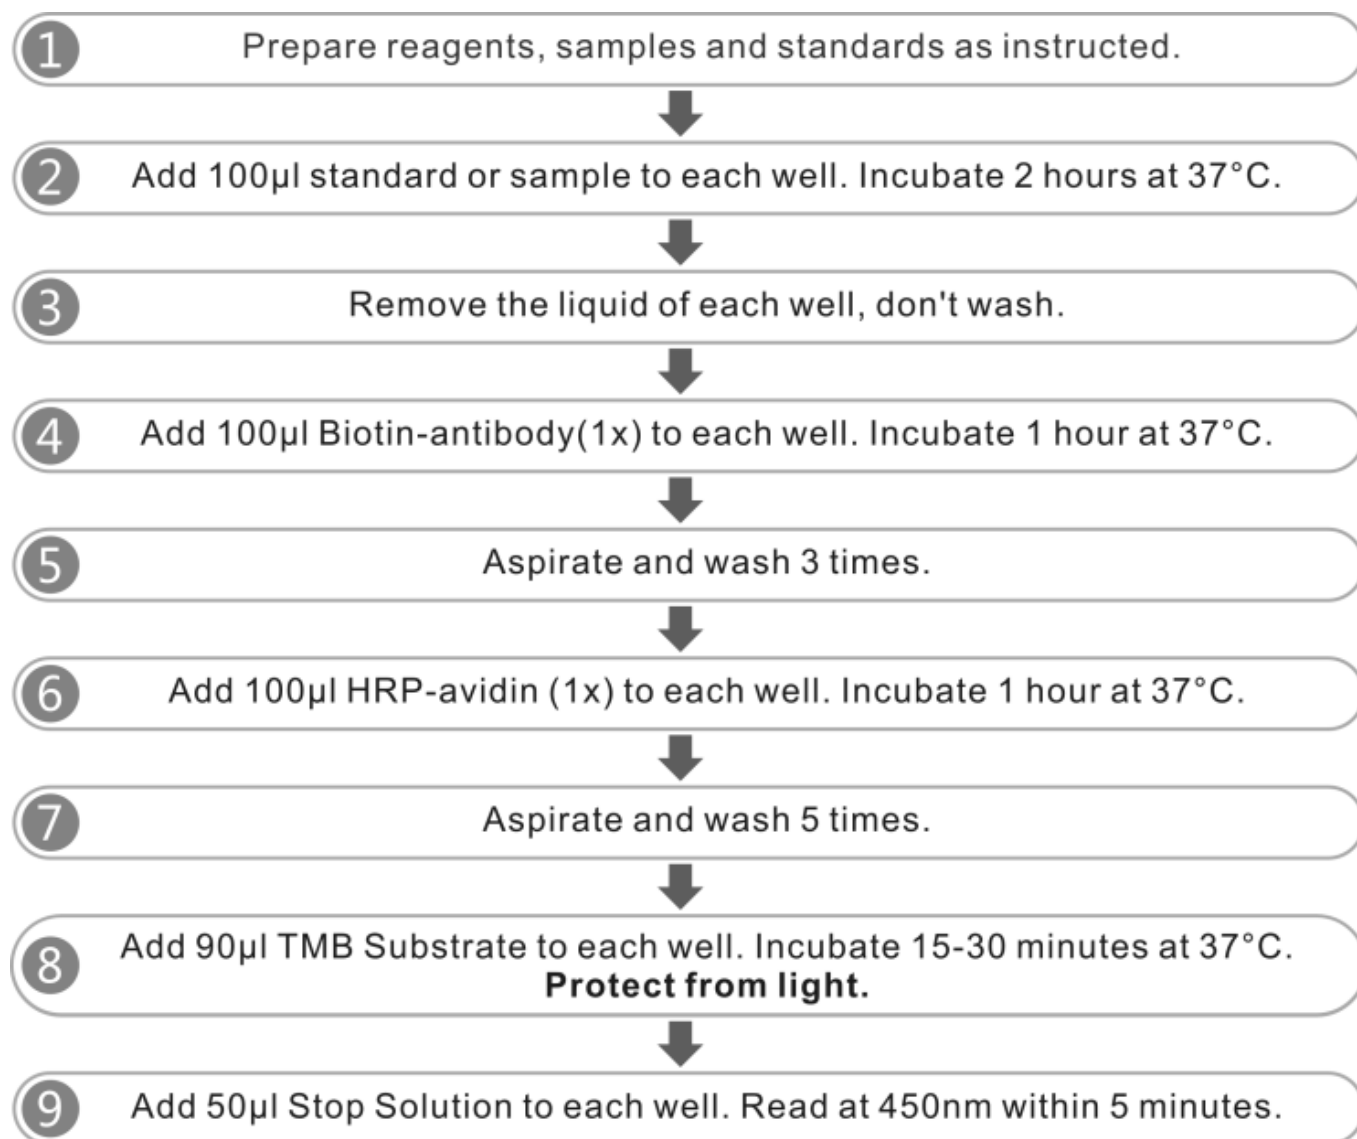 1 Prepare reagents, samples and standards as instructed.
2 Add 100µl standard or sample to each well. Incubate 2 hours at 37°C.
3 Remove the liquid of each well, don't wash.
4 Add 100µl Biotin-antibody(1x) to each well. Incubate 1 hour at 37°C.
5 Aspirate and wash 3 times.
6 Add 100µl HRP-avidin (1x) to each well. Incubate 1 hour at 37°C.
7 Aspirate and wash 5 times.
8 Add 90µl TMB Substrate to each well. Incubate 15-30 minutes at 37°C.
Protect from light.
9 Add 50µl Stop Solution to each well. Read at 450nm within 5 minutes.